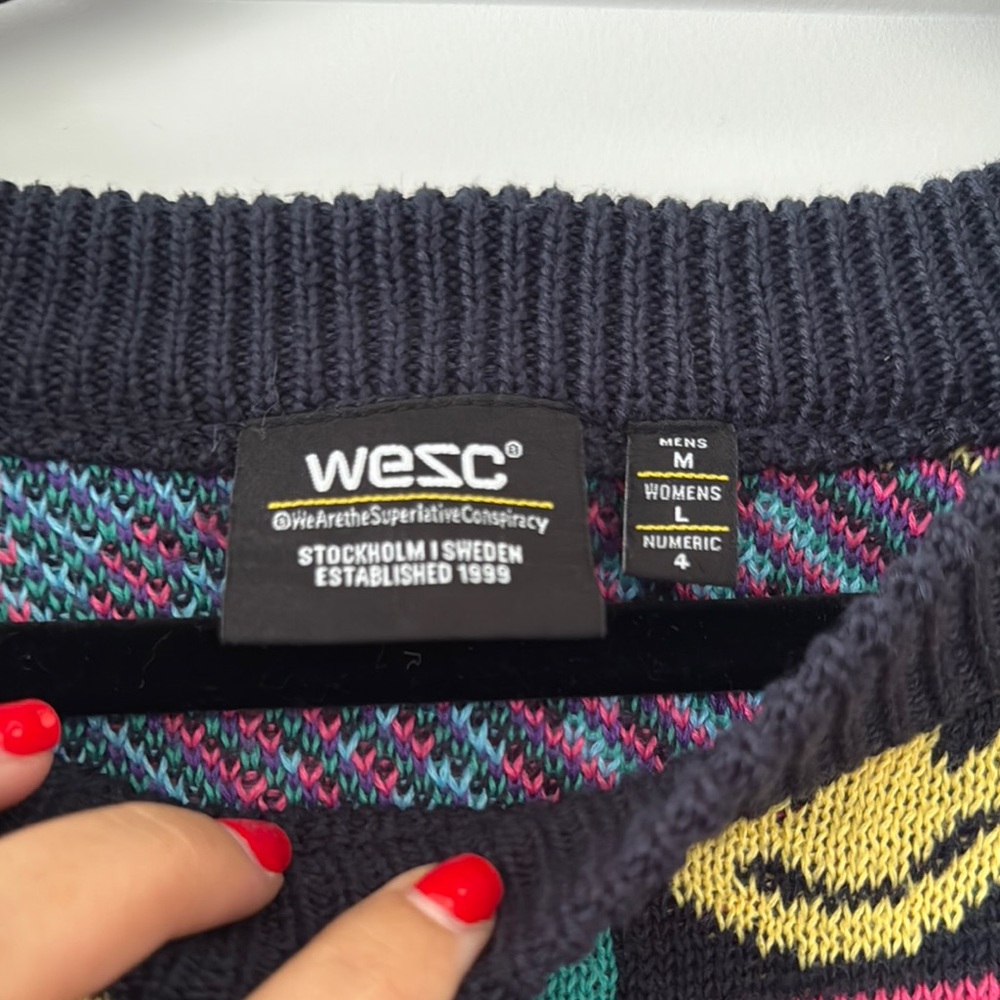 wesc®
@WeAretheSuperlativeConspiracy
STOCKHOLM | SWEDEN
ESTABLISHED 1999
MENS
M
WOMENS
L
NUMERIC
4